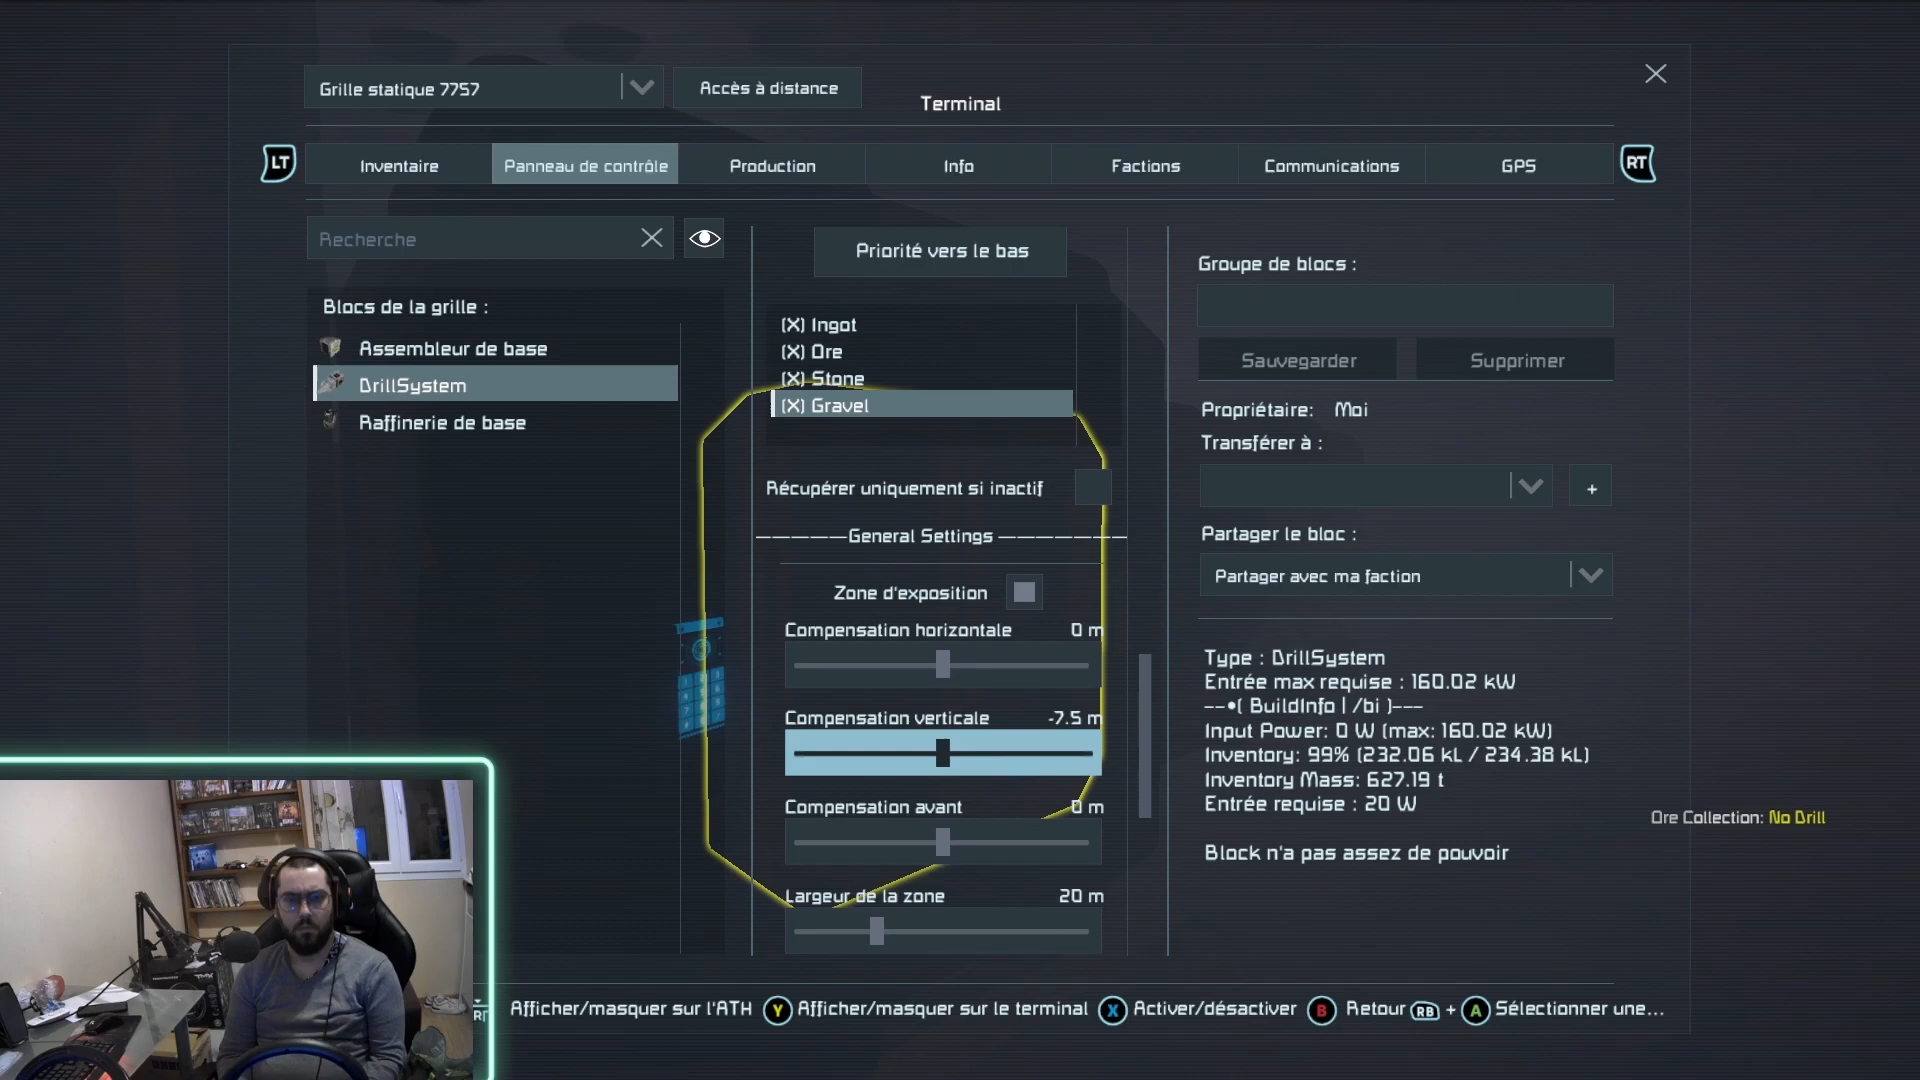 Grille statique 7757
Accès à distance
Terminal
LT
Inventaire
Panneau de contrôle
Production
Info
Factions
Communications
GPS
RT
Recherche
Blocs de la grille :
Assembleur de base
DrillSystem
Raffinerie de base
Priorité vers le bas
(X) Ingot
(X) Ore
(X) Stone
(X) Gravel
Récupérer uniquement si inactif
—————General Settings ———————
Zone d'exposition
Compensation horizontale 0 m
Compensation verticale -7.5 m
Compensation avant 0 m
Largeur de la zone 20 m
Groupe de blocs :
Sauvegarder
Supprimer
Propriétaire: Moi
Transférer à :
+
Partager le bloc :
Partager avec ma faction
Type : DrillSystem
Entrée max requise : 160.02 kW
--•( BuildInfo | /bi )---
Input Power: 0 W (max: 160.02 kW)
Inventory: 99% (232.06 kL / 234.38 kL)
Inventory Mass: 627.19 t
Entrée requise : 20 W
Block n'a pas assez de pouvoir
Ore Collection: No Drill
Afficher/masquer sur l'ATH Y Afficher/masquer sur le terminal X Activer/désactiver B Retour RB + A Sélectionner une...